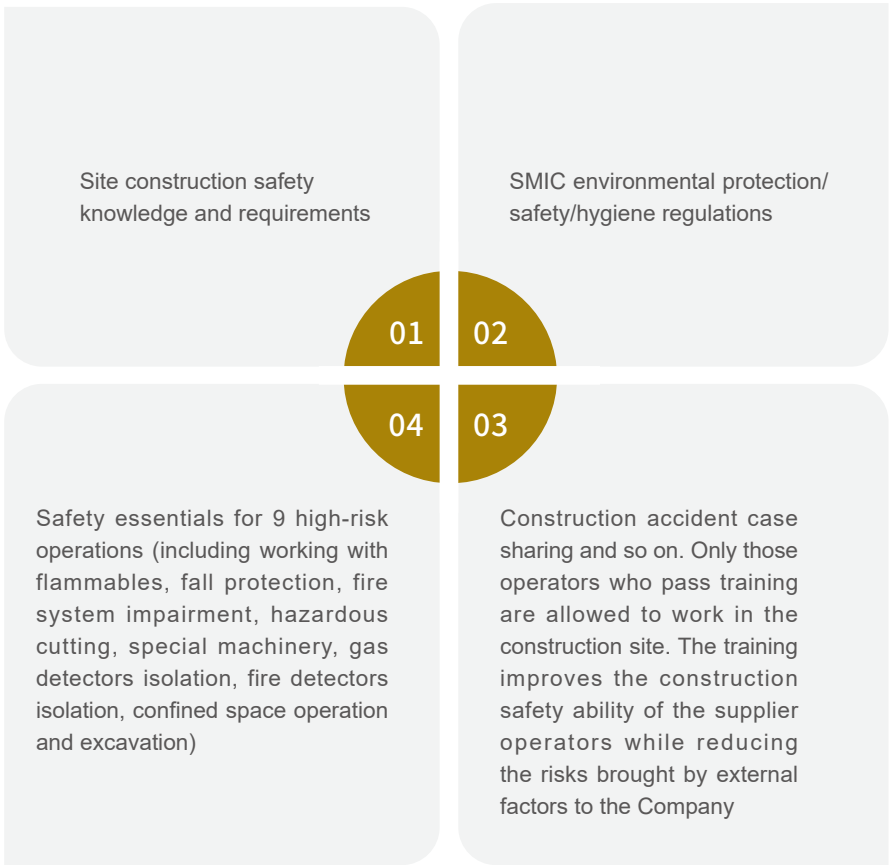 Site construction safety
knowledge and requirements
SMIC environmental protection/
safety/hygiene regulations
01
02
04
03
Safety essentials for 9 high-risk
operations (including working with
flammables, fall protection, fire
system impairment, hazardous
cutting, special machinery, gas
detectors isolation, fire detectors
isolation, confined space operation
and excavation)
Construction accident case
sharing and so on. Only those
operators who pass training
are allowed to work in the
construction site. The training
improves the construction
safety ability of the supplier
operators while reducing
the risks brought by external
factors to the Company